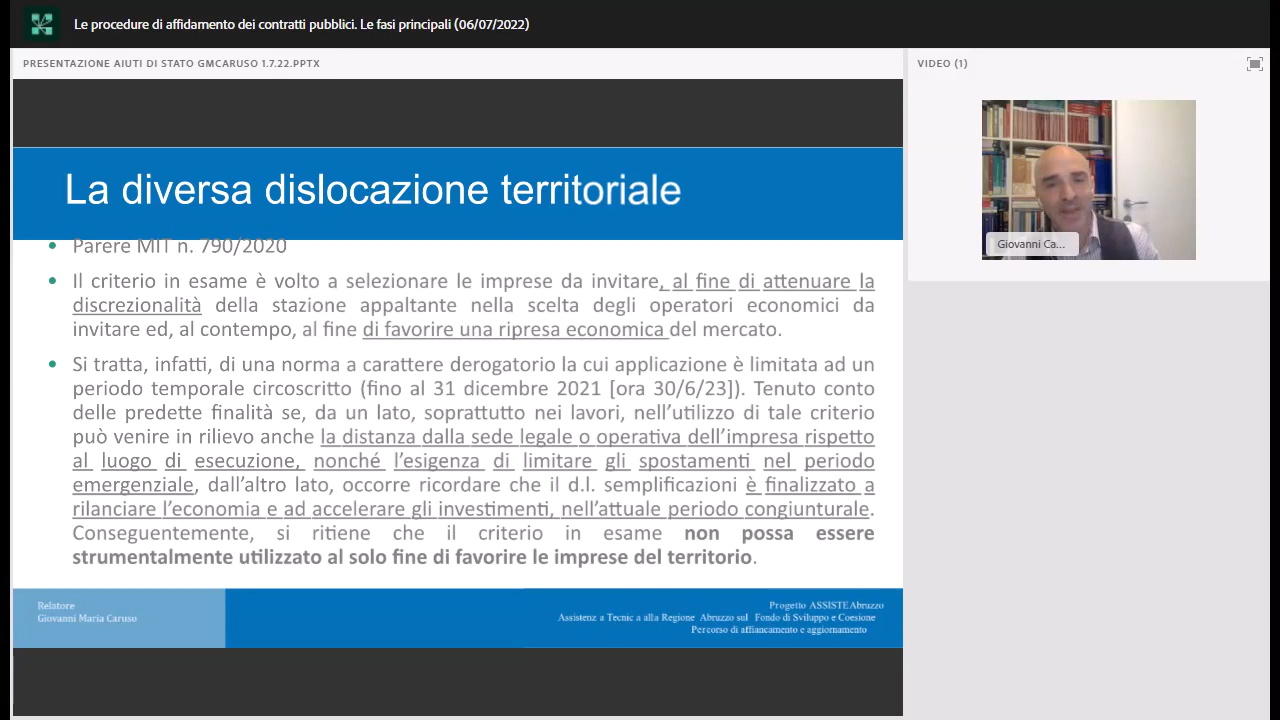 Le procedure di affidamento dei contratti pubblici. Le fasi principali (06/07/2022)
PRESENTAZIONE AIUTI DI STATO GMCARUSO 1.7.22.PPTX
VIDEO (1)
La diversa dislocazione territoriale
• Parere MIT n. 790/2020
• Il criterio in esame è volto a selezionare le imprese da invitare, al fine di attenuare la
discrezionalità della stazione appaltante nella scelta degli operatori economici da
invitare ed, al contempo, al fine di favorire una ripresa economica del mercato.
• Si tratta, infatti, di una norma a carattere derogatorio la cui applicazione è limitata ad un
periodo temporale circoscritto (fino al 31 dicembre 2021 [ora 30/6/23]). Tenuto conto
delle predette finalità se, da un lato, soprattutto nei lavori, nell'utilizzo di tale criterio
può venire in rilievo anche la distanza dalla sede legale o operativa dell'impresa rispetto
al luogo di esecuzione, nonché l'esigenza di limitare gli spostamenti nel periodo
emergenziale, dall'altro lato, occorre ricordare che il d.l. semplificazioni è finalizzato a
rilanciare l'economia e ad accelerare gli investimenti, nell'attuale periodo congiunturale.
Conseguentemente, si ritiene che il criterio in esame non possa essere
strumentalmente utilizzato al solo fine di favorire le imprese del territorio.
Relatore
Giovanni Maria Caruso
Progetto ASSISTE Abruzzo
Assistenz a Tecnic a alla Regione Abruzzo sul Fondo di Sviluppo e Coesione
Percorso di affiancamento e aggiornamento
Giovanni Ca...